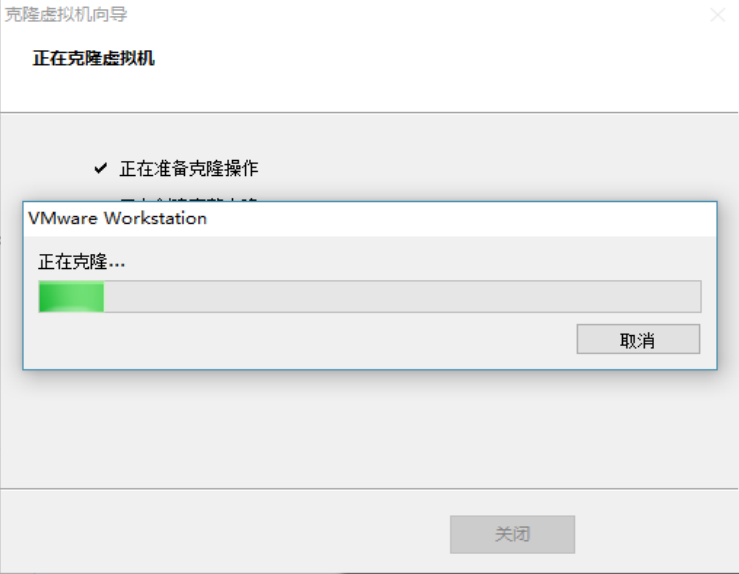 克隆虚拟机向导
正在克隆虚拟机
正在准备克隆操作
VMware Workstation
正在克隆...
取消
关闭